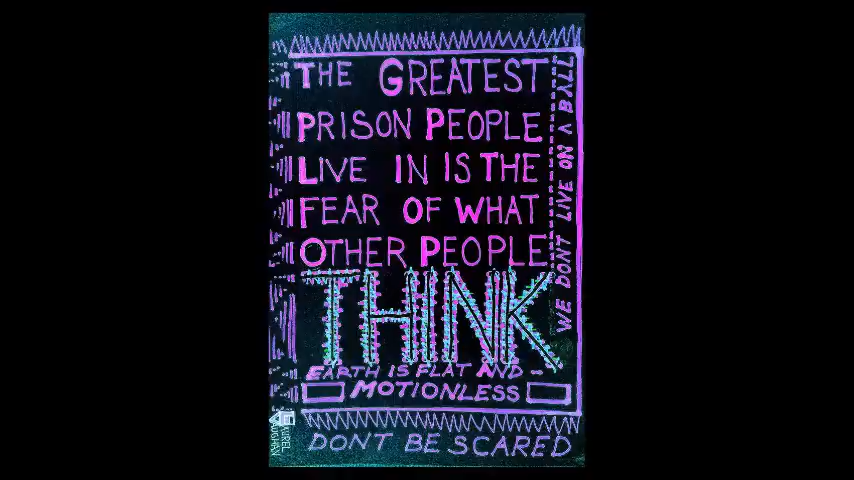 THE GREATEST
PRISON PEOPLE
LIVE IN IS THE
FEAR OF WHAT
OTHER PEOPLE
THINK
EARTH IS FLAT AND -
MOTIONLESS
DONT BE SCARED
WE DONT LIVE ON A BALL